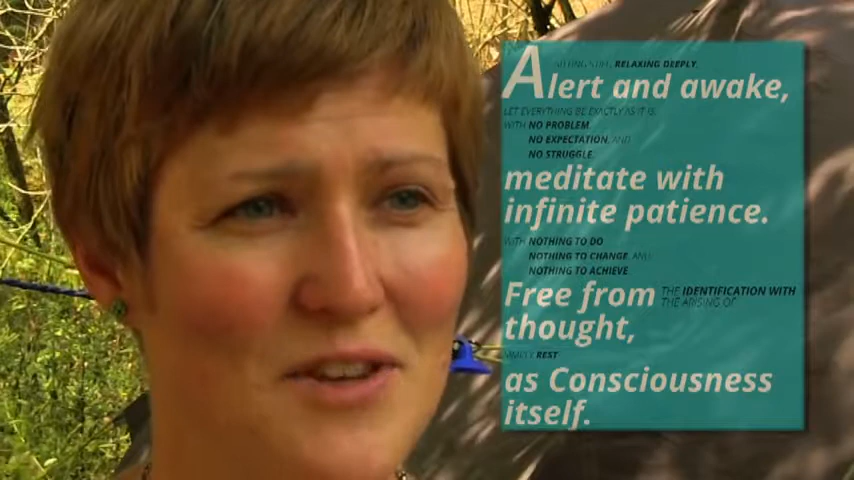 SITTING STILL, RELAXING DEEPLY,
Alert and awake,
LET EVERYTHING BE EXACTLY AS IT IS.
WITH NO PROBLEM,
NO EXPECTATION, AND
NO STRUGGLE,
meditate with
infinite patience.
WITH NOTHING TO DO
NOTHING TO CHANGE, AND
NOTHING TO ACHIEVE
Free from THE IDENTIFICATION WITH
THE ARISING OF
thought,
SIMPLY REST
as Consciousness
itself.